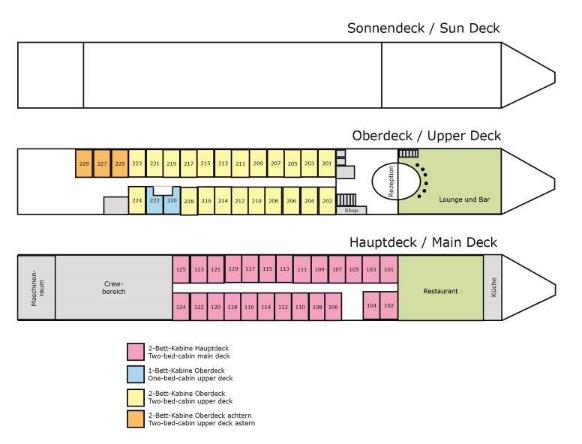 Sonnendeck / Sun Deck
Oberdeck / Upper Deck
229 227 225 223 221 219 217 215 213 211 209 207 205 203 201
Rezeption
Lounge und Bar
224 222 220 218 216 214 212 210 208 206 204 202
Shop
Hauptdeck / Main Deck
Maschinen-
raum
Crew-
bereich
125 123 121 119 117 115 113 111 109 107 105 103 101
Restaurant
Küche
124 122 120 118 116 114 112 110 108 106 104 102
2-Bett-Kabine Hauptdeck
Two-bed-cabin main deck
1-Bett-Kabine Oberdeck
One-bed-cabin upper deck
2-Bett-Kabine Oberdeck
Two-bed-cabin upper deck
2-Bett-Kabine Oberdeck achtern
Two-bed-cabin upper deck astern